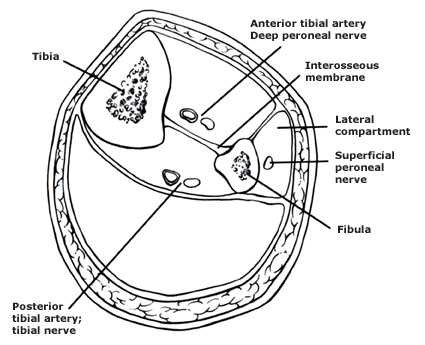 Anterior tibial artery
Deep peroneal nerve
Tibia
Interosseous
membrane
Lateral
compartment
Superficial
peroneal
nerve
Fibula
Posterior
tibial artery;
tibial nerve